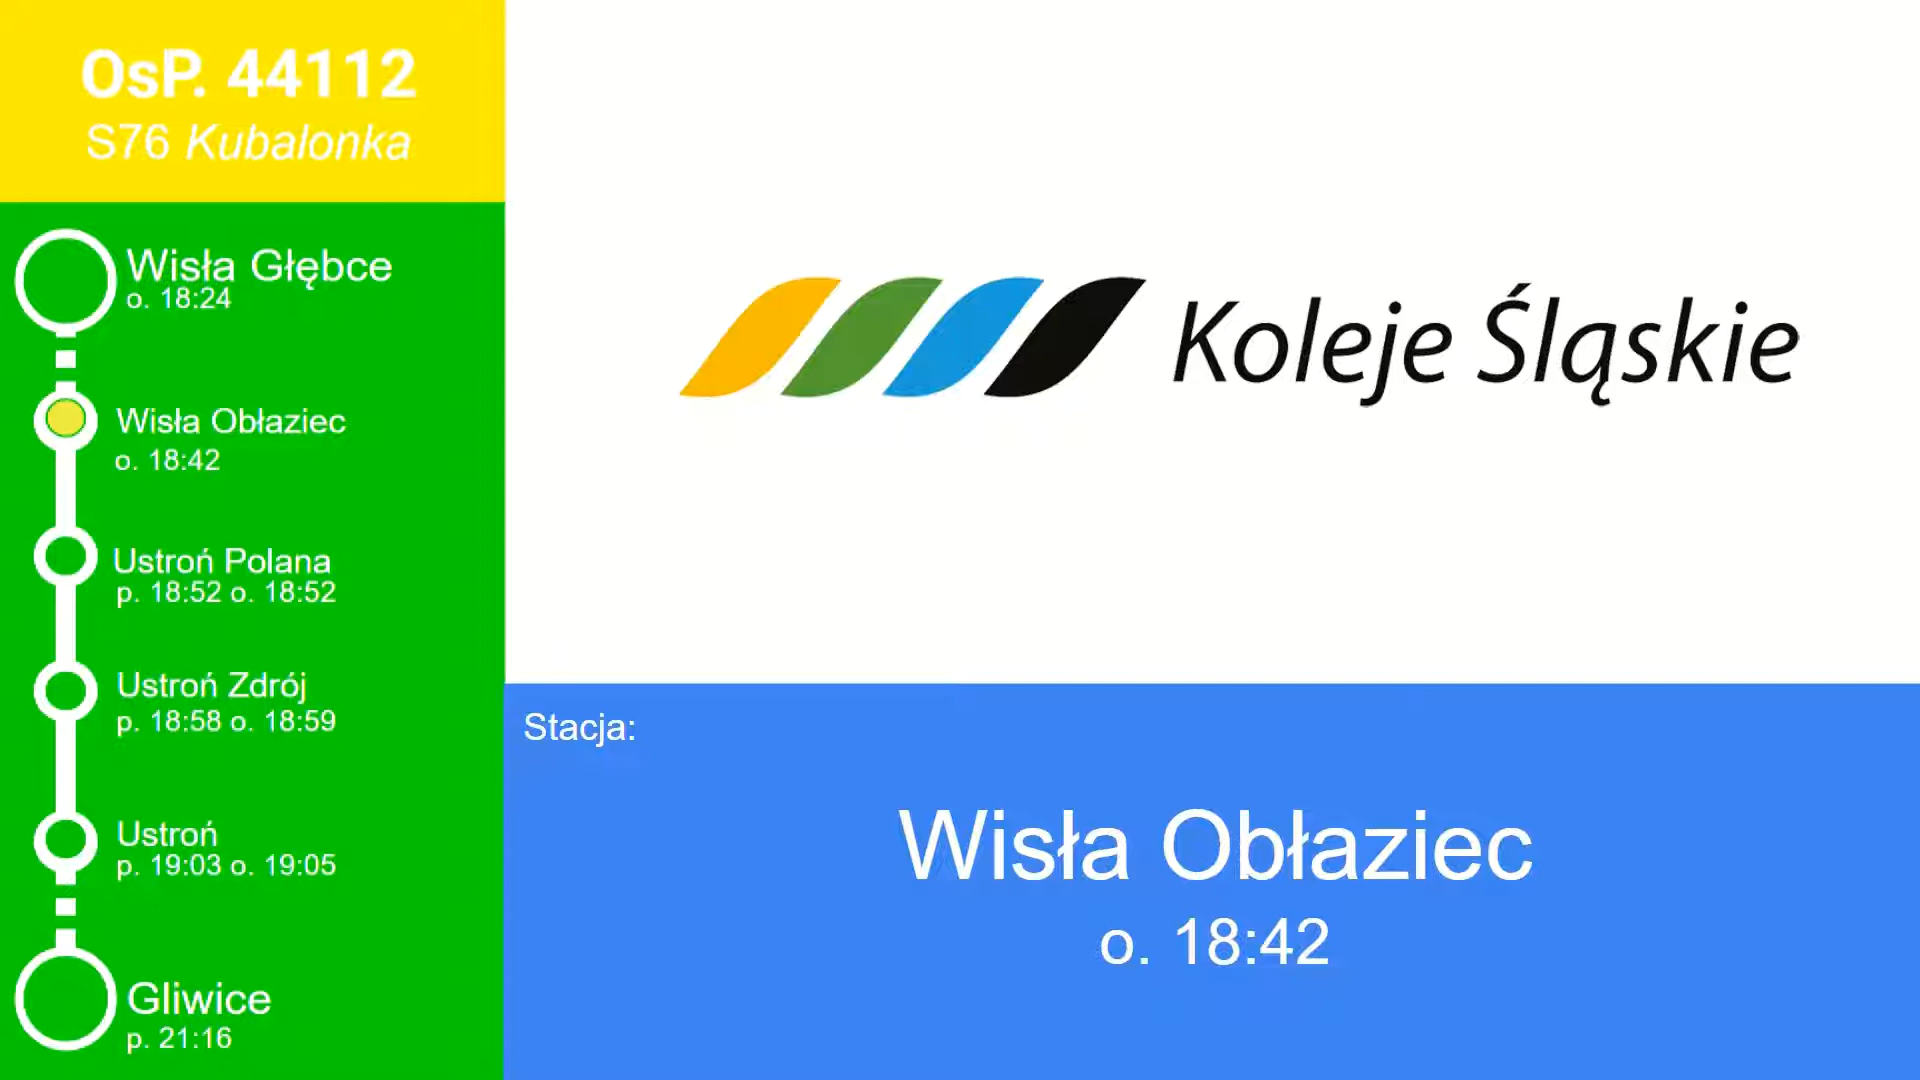 OsP. 44112
S76 Kubalonka
Wisła Głębce
o. 18:24
Wisła Obłaziec
o. 18:42
Ustroń Polana
p. 18:52 o. 18:52
Ustroń Zdrój
p. 18:58 o. 18:59
Ustroń
p. 19:03 o. 19:05
Gliwice
p. 21:16
Koleje Śląskie
Stacja:
Wisła Obłaziec
o. 18:42